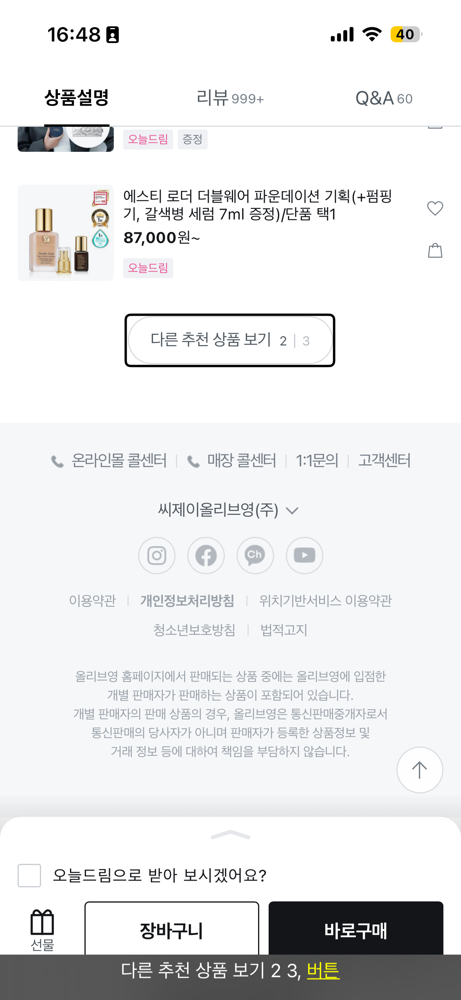 16:48
40
상품설명
리뷰 999+
Q&A 60
오늘드림 증정
에스티 로더 더블웨어 파운데이션 기획(+펌핑
기, 갈색병 세럼 7ml 증정)/단품 택1
87,000원~
오늘드림
Double Wear
다른 추천 상품 보기 2 | 3
온라인몰 콜센터 | 매장 콜센터 | 1:1문의 | 고객센터
씨제이올리브영(주)
Ch
이용약관 | 개인정보처리방침 | 위치기반서비스 이용약관
청소년보호방침 | 법적고지
올리브영 홈페이지에서 판매되는 상품 중에는 올리브영에 입점한
개별 판매자가 판매하는 상품이 포함되어 있습니다.
개별 판매자의 판매 상품의 경우, 올리브영은 통신판매중개자로서
통신판매의 당사자가 아니며 판매자가 등록한 상품정보 및
거래 정보 등에 대하여 책임을 부담하지 않습니다.
오늘드림으로 받아 보시겠어요?
선물
장바구니
바로구매
다른 추천 상품 보기 2 3, 버튼